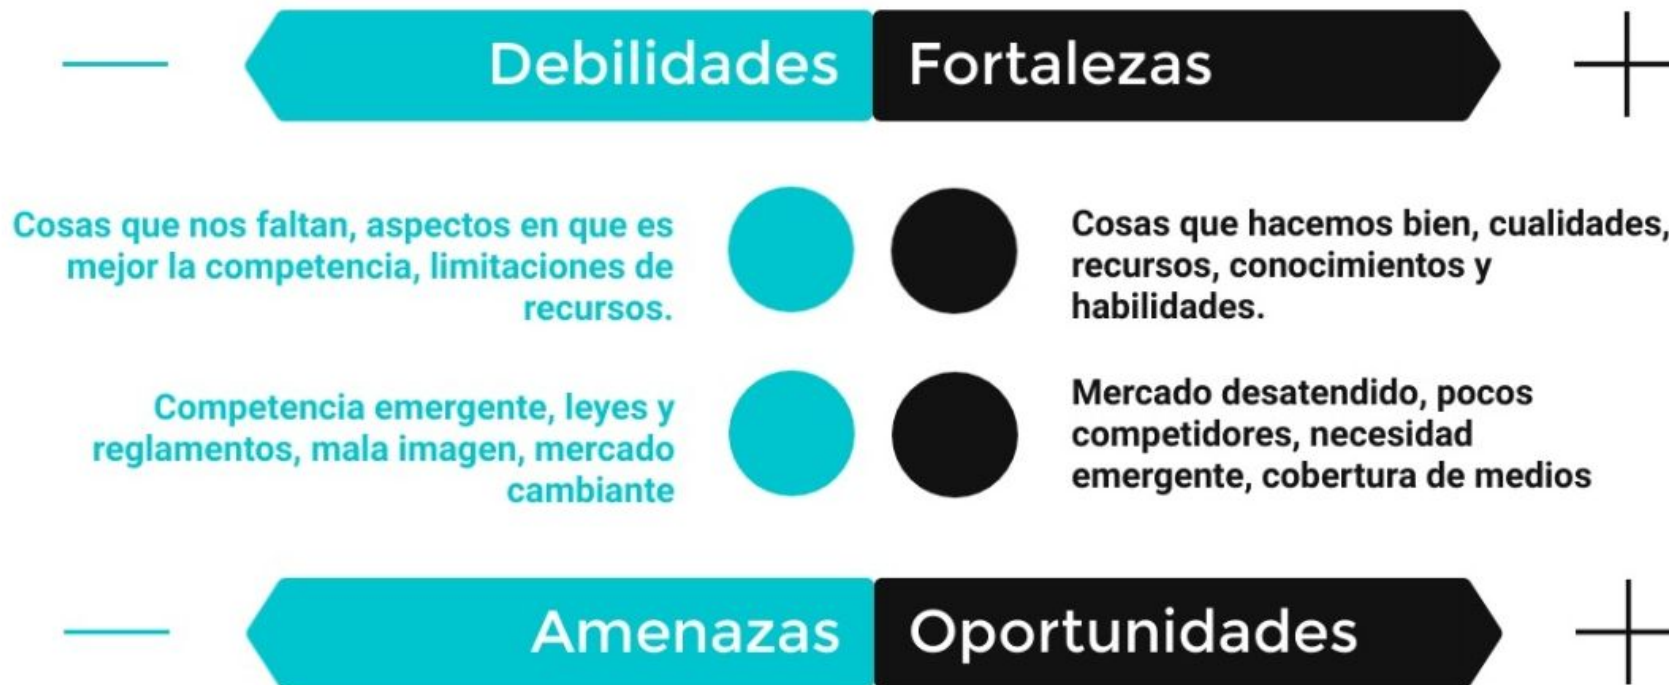 Debilidades
Fortalezas
Cosas que nos faltan, aspectos en que es
mejor la competencia, limitaciones de
recursos.
Cosas que hacemos bien, cualidades,
recursos, conocimientos y
habilidades.
Competencia emergente, leyes y
reglamentos, mala imagen, mercado
cambiante
Mercado desatendido, pocos
competidores, necesidad
emergente, cobertura de medios
Amenazas
Oportunidades